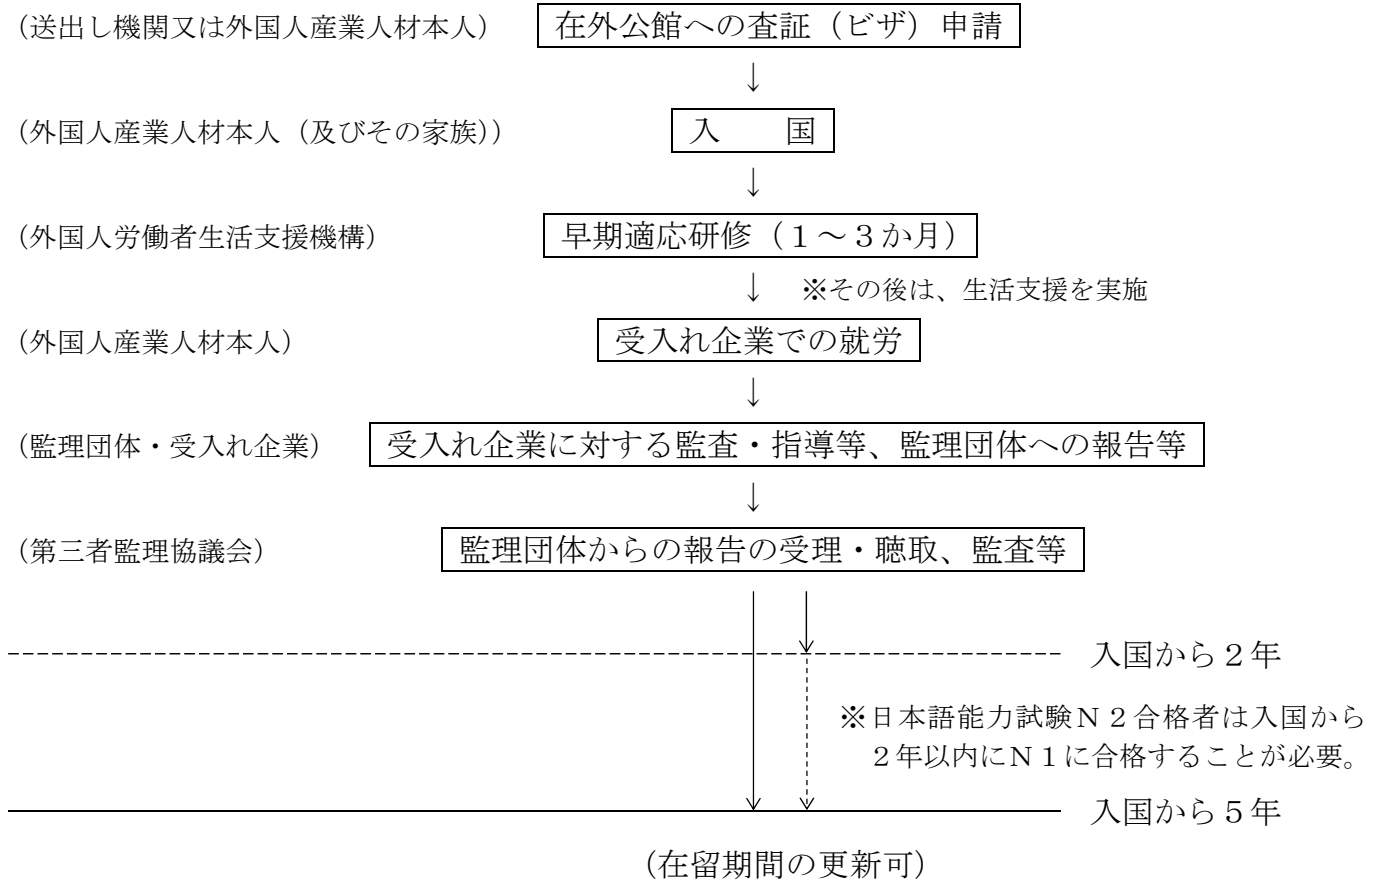 （送出し機関又は外国人産業人材本人） 在外公館への査証（ビザ）申請
↓
（外国人産業人材本人（及びその家族）） 入　　国
↓
（外国人労働者生活支援機構） 早期適応研修（１～３か月）
↓ ※その後は、生活支援を実施
（外国人産業人材本人） 受入れ企業での就労
↓
（監理団体・受入れ企業） 受入れ企業に対する監査・指導等、監理団体への報告等
↓
（第三者監理協議会） 監理団体からの報告の受理・聴取、監査等
入国から２年
※日本語能力試験Ｎ２合格者は入国から
２年以内にＮ１に合格することが必要。
入国から５年
（在留期間の更新可）